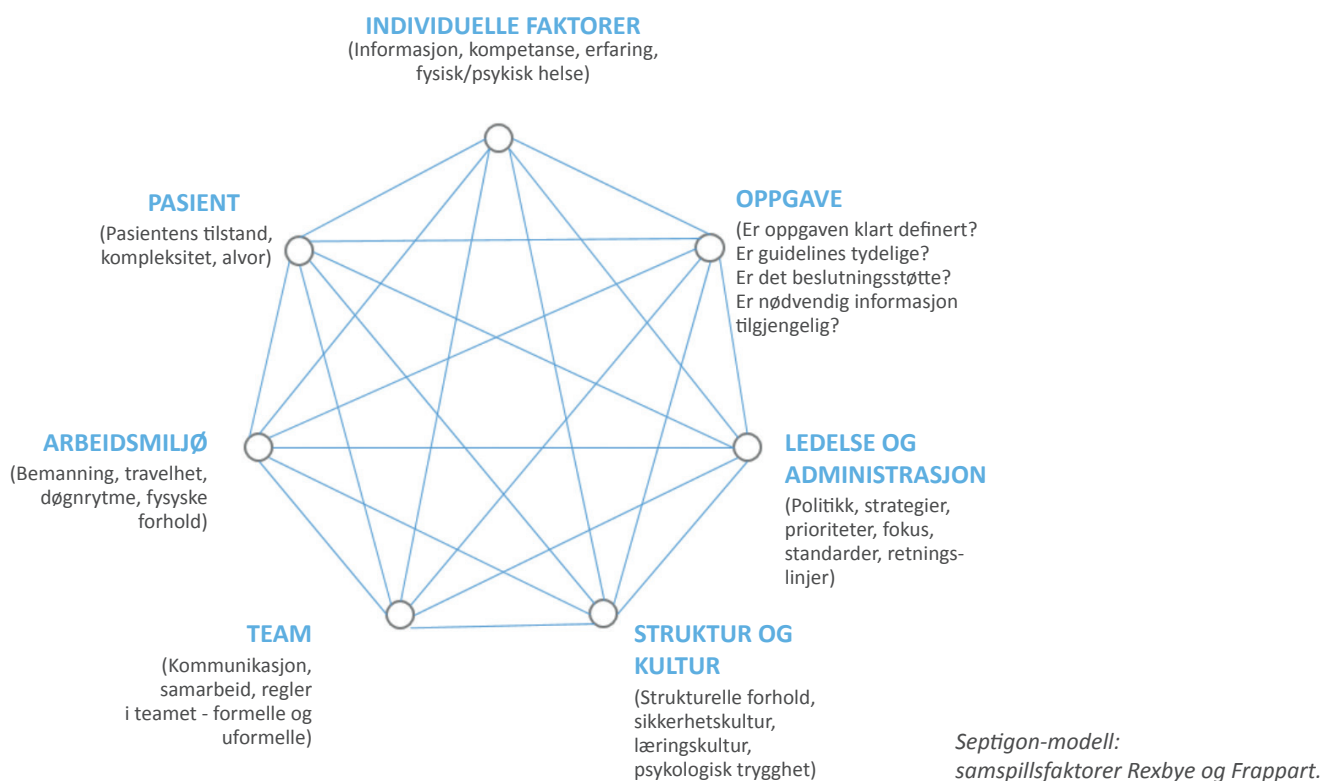 INDIVIDUELLE FAKTORER
(Informasjon, kompetanse, erfaring,
fysisk/psykisk helse)
PASIENT
(Pasientens tilstand,
kompleksitet, alvor)
OPPGAVE
(Er oppgaven klart definert?
Er guidelines tydelige?
Er det beslutningsstøtte?
Er nødvendig informasjon
tilgjengelig?
ARBEIDSMILJØ
(Bemanning, travelhet,
døgnrytme, fysyske
forhold)
LEDELSE OG
ADMINISTRASJON
(Politikk, strategier,
prioriteter, fokus,
standarder, retnings-
linjer)
TEAM
(Kommunikasjon,
samarbeid, regler
i teamet - formelle og
uformelle)
STRUKTUR OG
KULTUR
(Strukturelle forhold,
sikkerhetskultur,
læringskultur,
psykologisk trygghet)
Septigon-modell:
samspillsfaktorer Rexbye og Frappart.